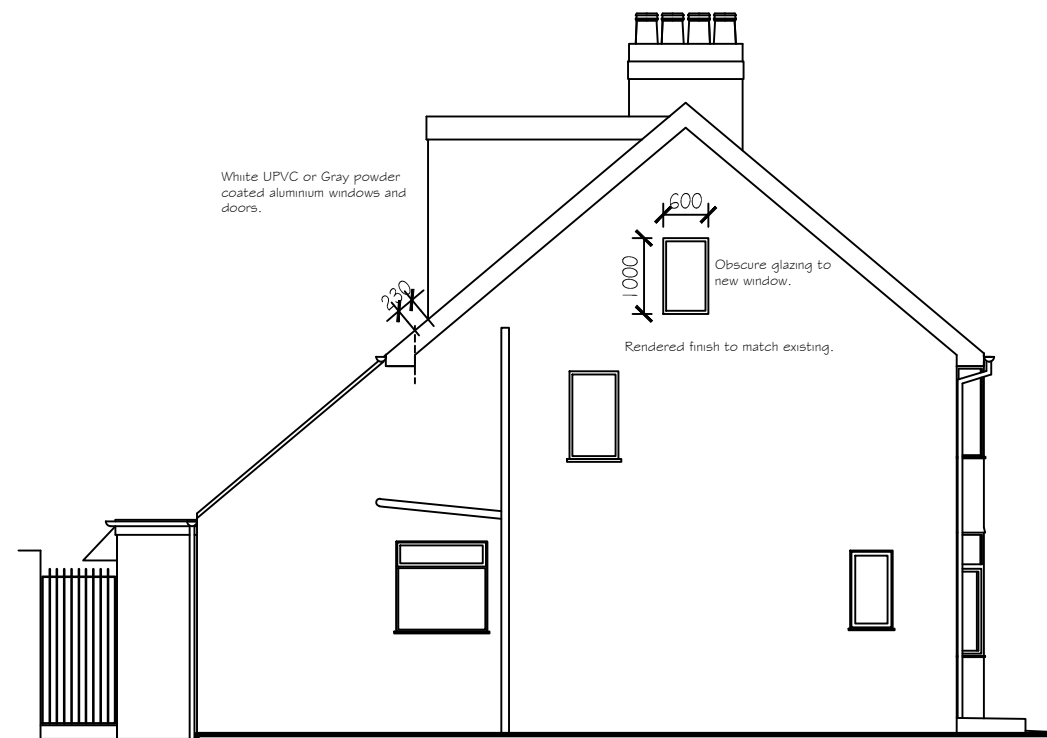 White UPVC or Gray powder
coated aluminium windows and
doors.
600
1000
Obscure glazing to
new window.
230
Rendered finish to match existing.